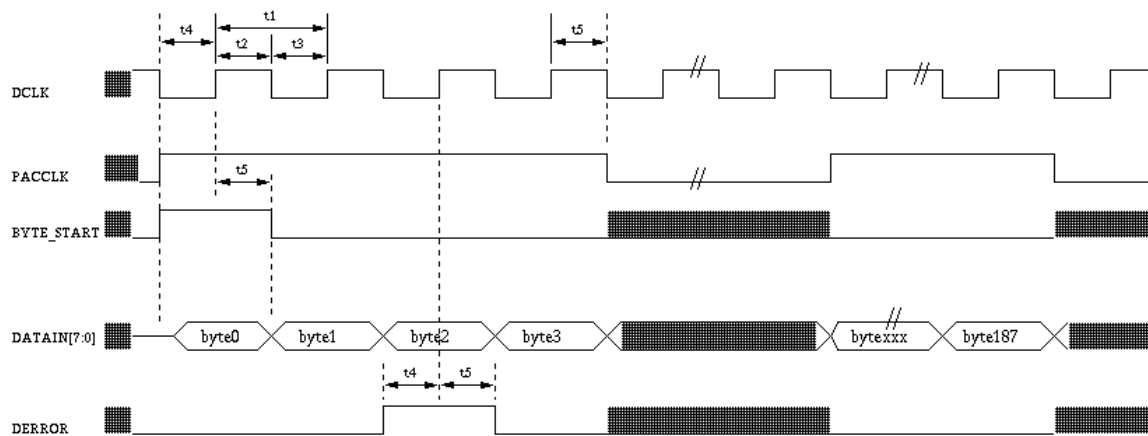 t1
t4 t2 t3 t5
DCLK
PACCLK
t5
BYTE_START
DATAIN[7:0] byte0 byte1 byte2 byte3 bytexxx byte187
t4 t5
DERROR